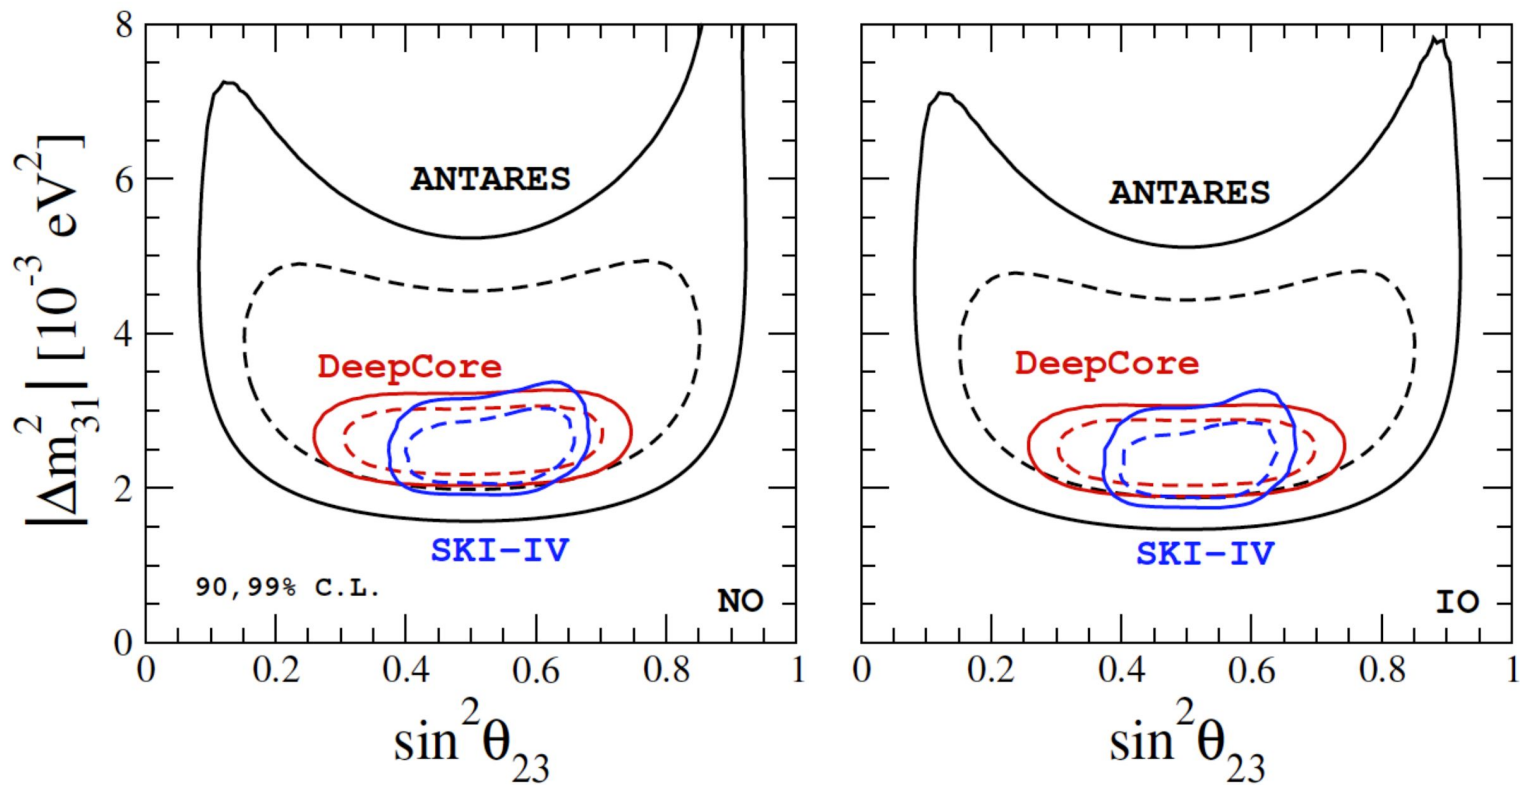 8
6
4
2
0
|Δm²₃₁| [10⁻³ eV²]
ANTARES
DeepCore
SKI-IV
90,99% C.L.
NO
0 0.2 0.4 0.6 0.8 1
sin²θ₂₃
ANTARES
DeepCore
SKI-IV
IO
0 0.2 0.4 0.6 0.8 1
sin²θ₂₃